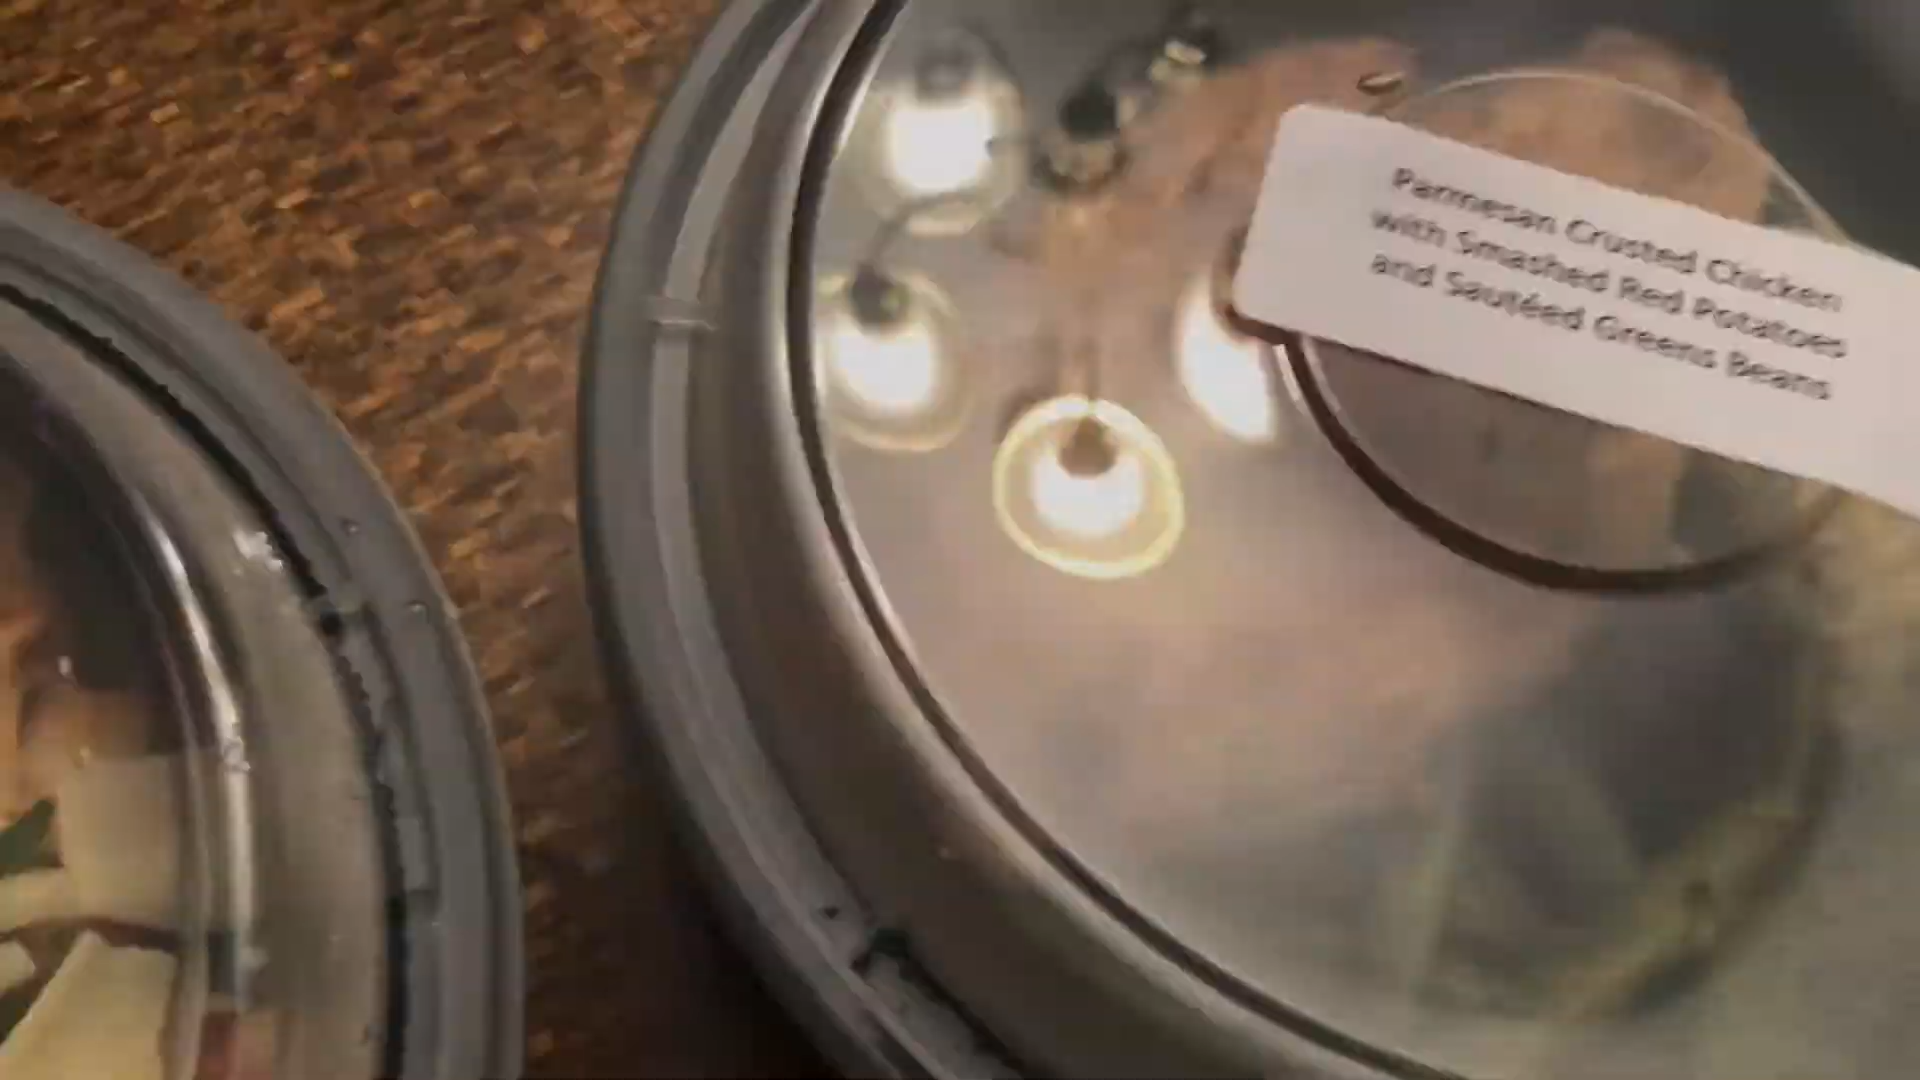 Parmesan Crusted Chicken
with Smashed Red Potatoes
and Sautéed Greens Beans